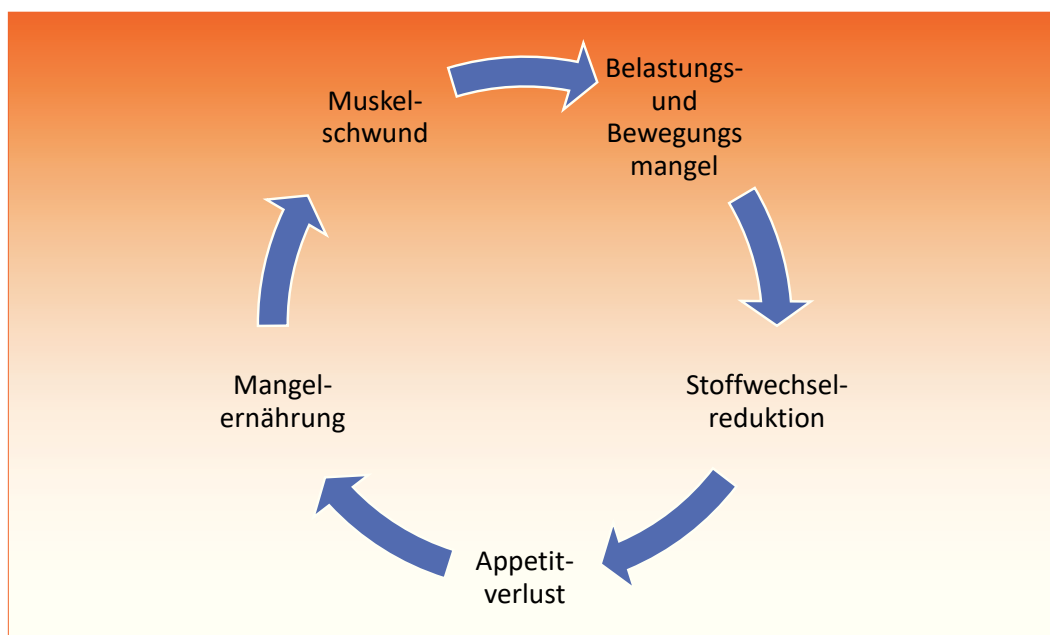 Belastungs-
und
Bewegungs
mangel
Stoffwechsel-
reduktion
Appetit-
verlust
Mangel-
ernährung
Muskel-
schwund